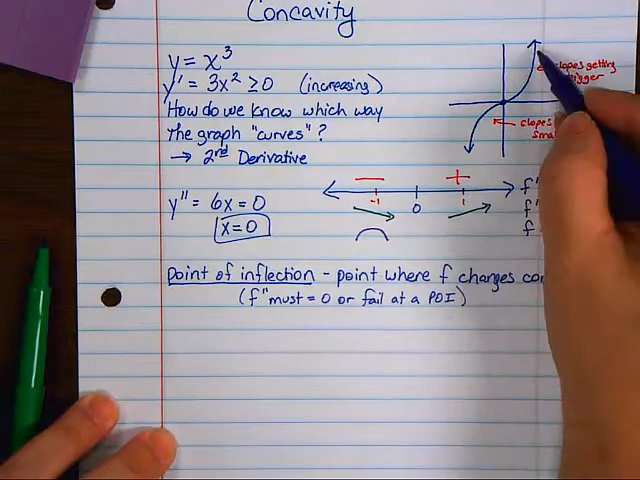 Concavity
y = x³
y' = 3x² ≥ 0 (increasing)
How do we know which way
the graph "curves"?
→ 2nd Derivative
slopes getting
bigger
slopes
y" = 6x = 0
x = 0
− +
-1 0 1
f"
f'
f
Point of inflection - point where f changes
(f" must = 0 or fail at a POI)